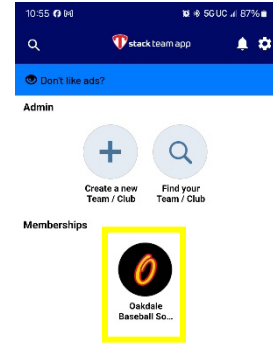 10:55
5G UC 87%
stack team app
Don't like ads?
Admin
Create a new
Team / Club
Find your
Team / Club
Memberships
O
Oakdale
Baseball So...